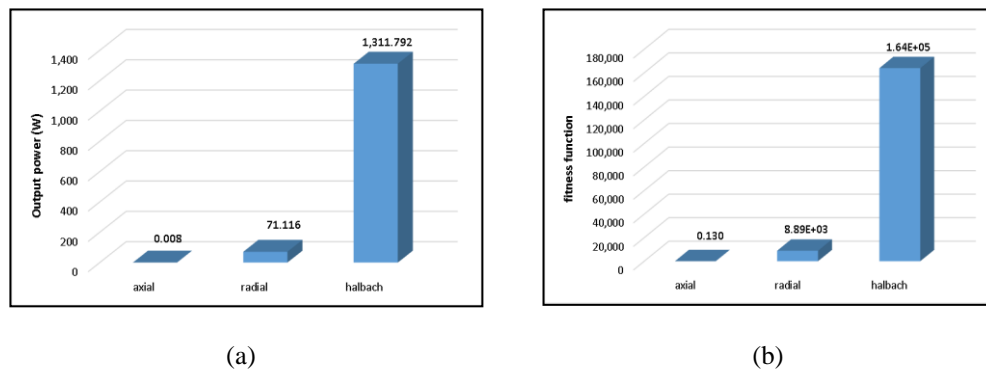 1,311.792
1,400
1,200
1,000
800
600
400
200
0
Output power (W)
71.116
0.008
axial
radial
halbach
(a)
1.64E+05
180,000
160,000
140,000
120,000
100,000
80,000
60,000
40,000
20,000
0
fitness function
8.89E+03
0.130
axial
radial
halbach
(b)